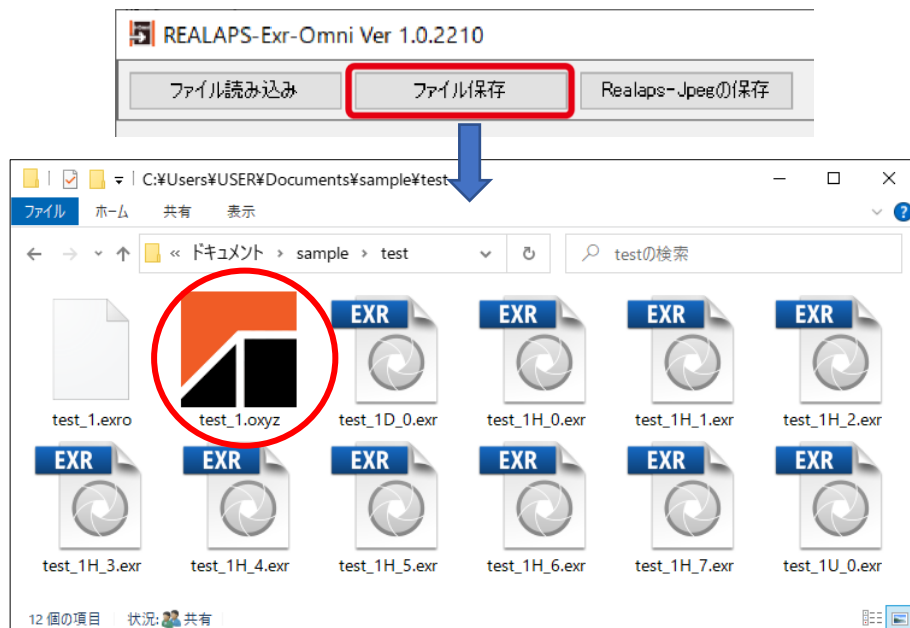 REALAPS-Exr-Omni Ver 1.0.2210
ファイル読み込み ファイル保存 Realaps-Jpegの保存
C:¥Users¥USER¥Documents¥sample¥test
ファイル ホーム 共有 表示
« ドキュメント › sample › test testの検索
EXR EXR EXR EXR
test_1.exro test_1.oxyz test_1D_0.exr test_1H_0.exr test_1H_1.exr test_1H_2.exr
EXR EXR EXR EXR EXR EXR
test_1H_3.exr test_1H_4.exr test_1H_5.exr test_1H_6.exr test_1H_7.exr test_1U_0.exr
12 個の項目 状況: 共有